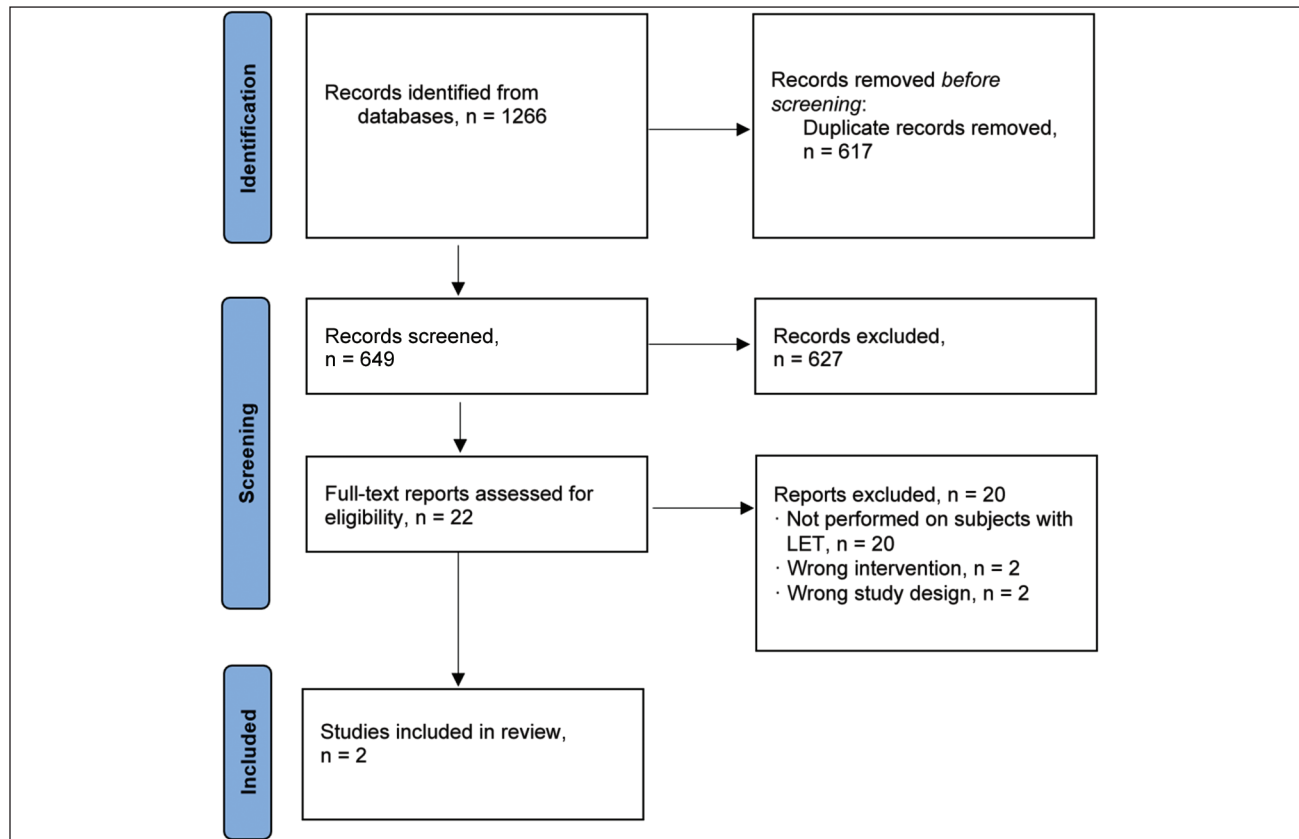 Identification
Records identified from
databases, n = 1266
Records removed before
screening:
Duplicate records removed,
n = 617
Screening
Records screened,
n = 649
Records excluded,
n = 627
Full-text reports assessed for
eligibility, n = 22
Reports excluded, n = 20
· Not performed on subjects with
LET, n = 20
· Wrong intervention, n = 2
· Wrong study design, n = 2
Included
Studies included in review,
n = 2